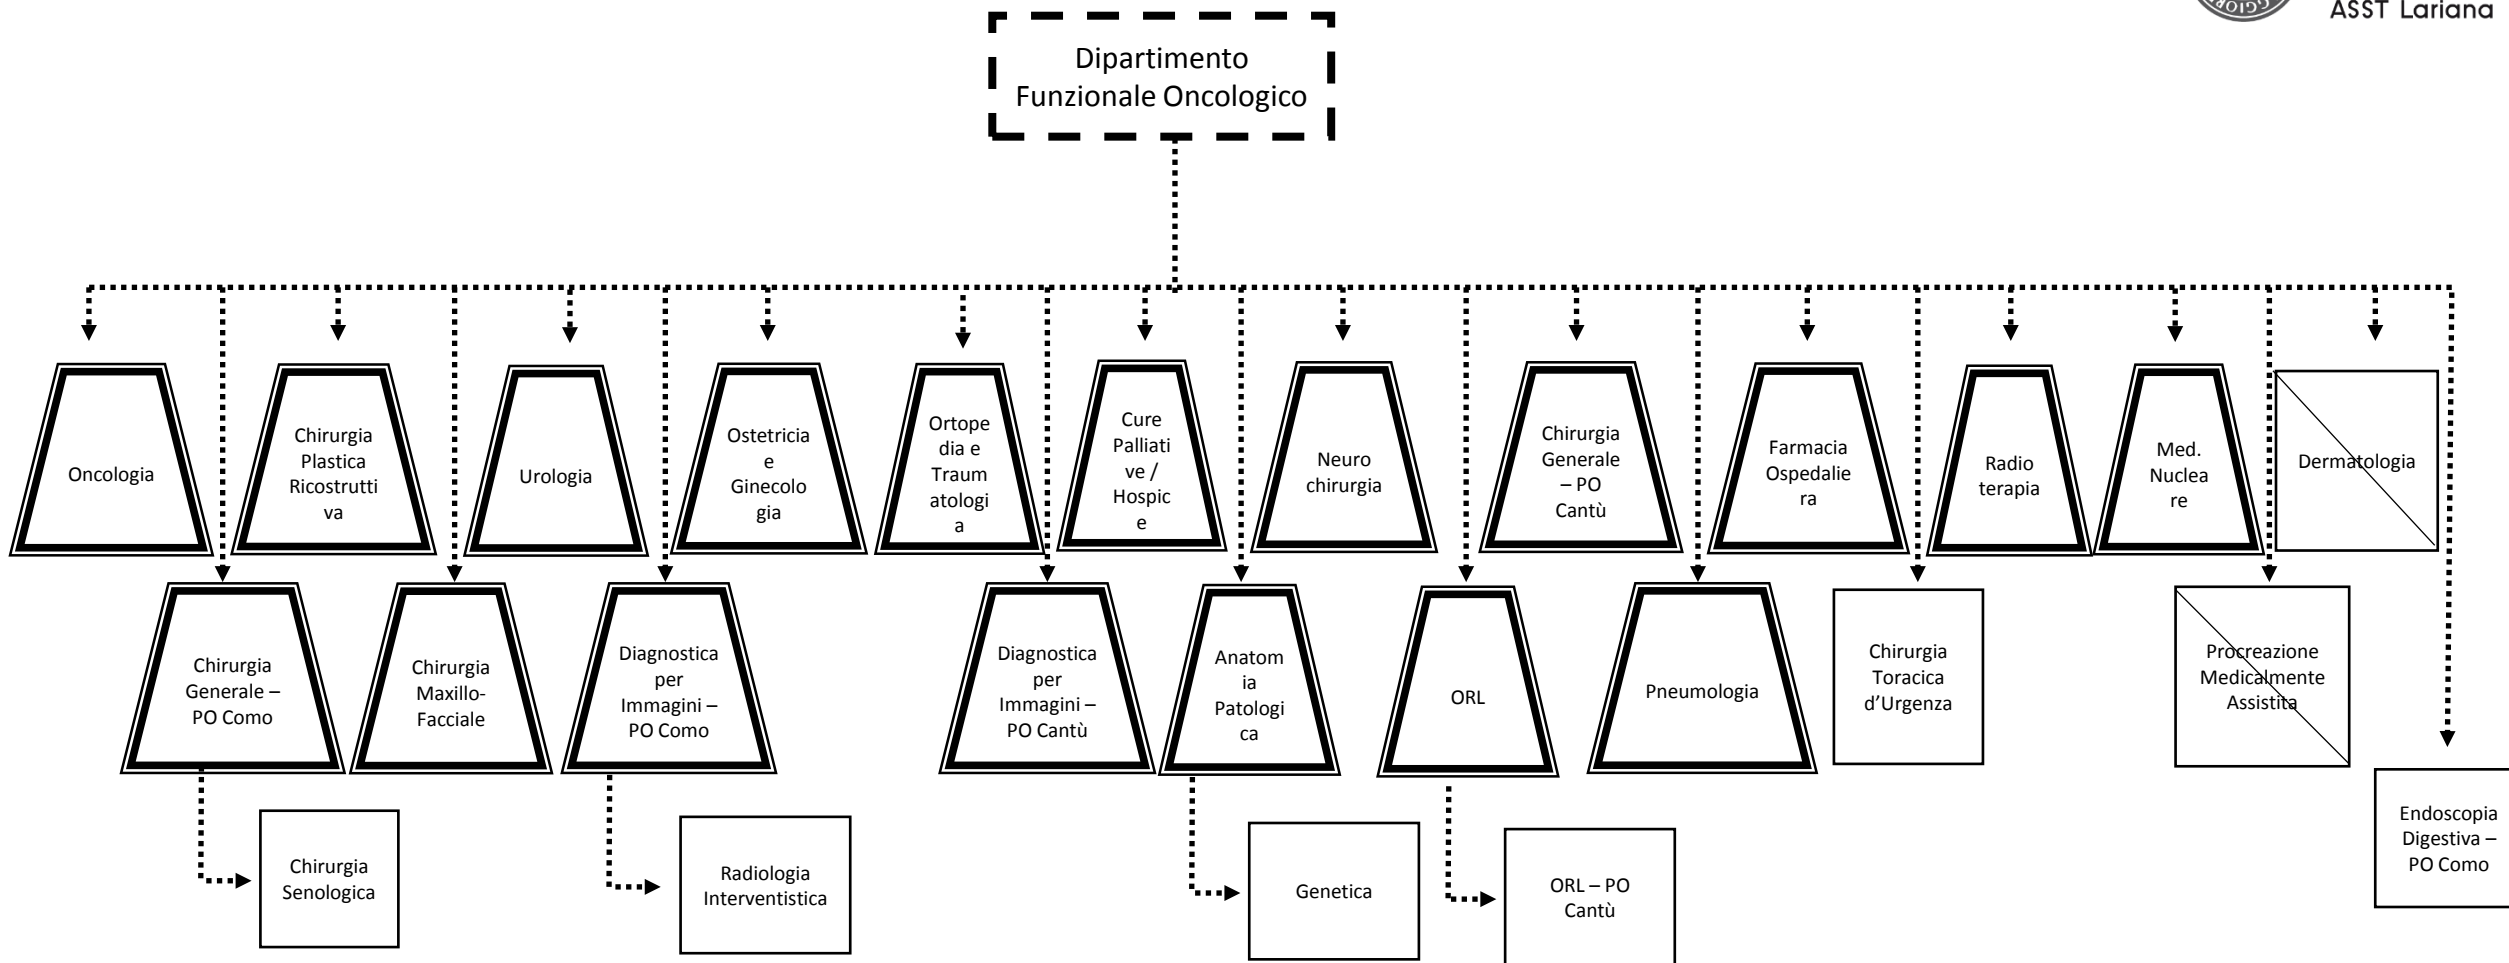 ASST Lariana
Dipartimento
Funzionale Oncologico
Oncologia
Chirurgia
Plastica
Ricostrutti
va
Urologia
Ostetricia
e
Ginecolo
gia
Ortope
dia e
Traum
atologi
a
Cure
Palliati
ve /
Hospic
e
Neuro
chirurgia
Chirurgia
Generale
– PO
Cantù
Farmacia
Ospedalie
ra
Radio
terapia
Med.
Nuclea
re
Dermatologia
Chirurgia
Generale –
PO Como
Chirurgia
Maxillo-
Facciale
Diagnostica
per
Immagini –
PO Como
Diagnostica
per
Immagini –
PO Cantù
Anatom
ia
Patologi
ca
ORL
Pneumologia
Chirurgia
Toracica
d’Urgenza
Procreazione
Medicalmente
Assistita
Chirurgia
Senologica
Radiologia
Interventistica
Genetica
ORL – PO
Cantù
Endoscopia
Digestiva –
PO Como